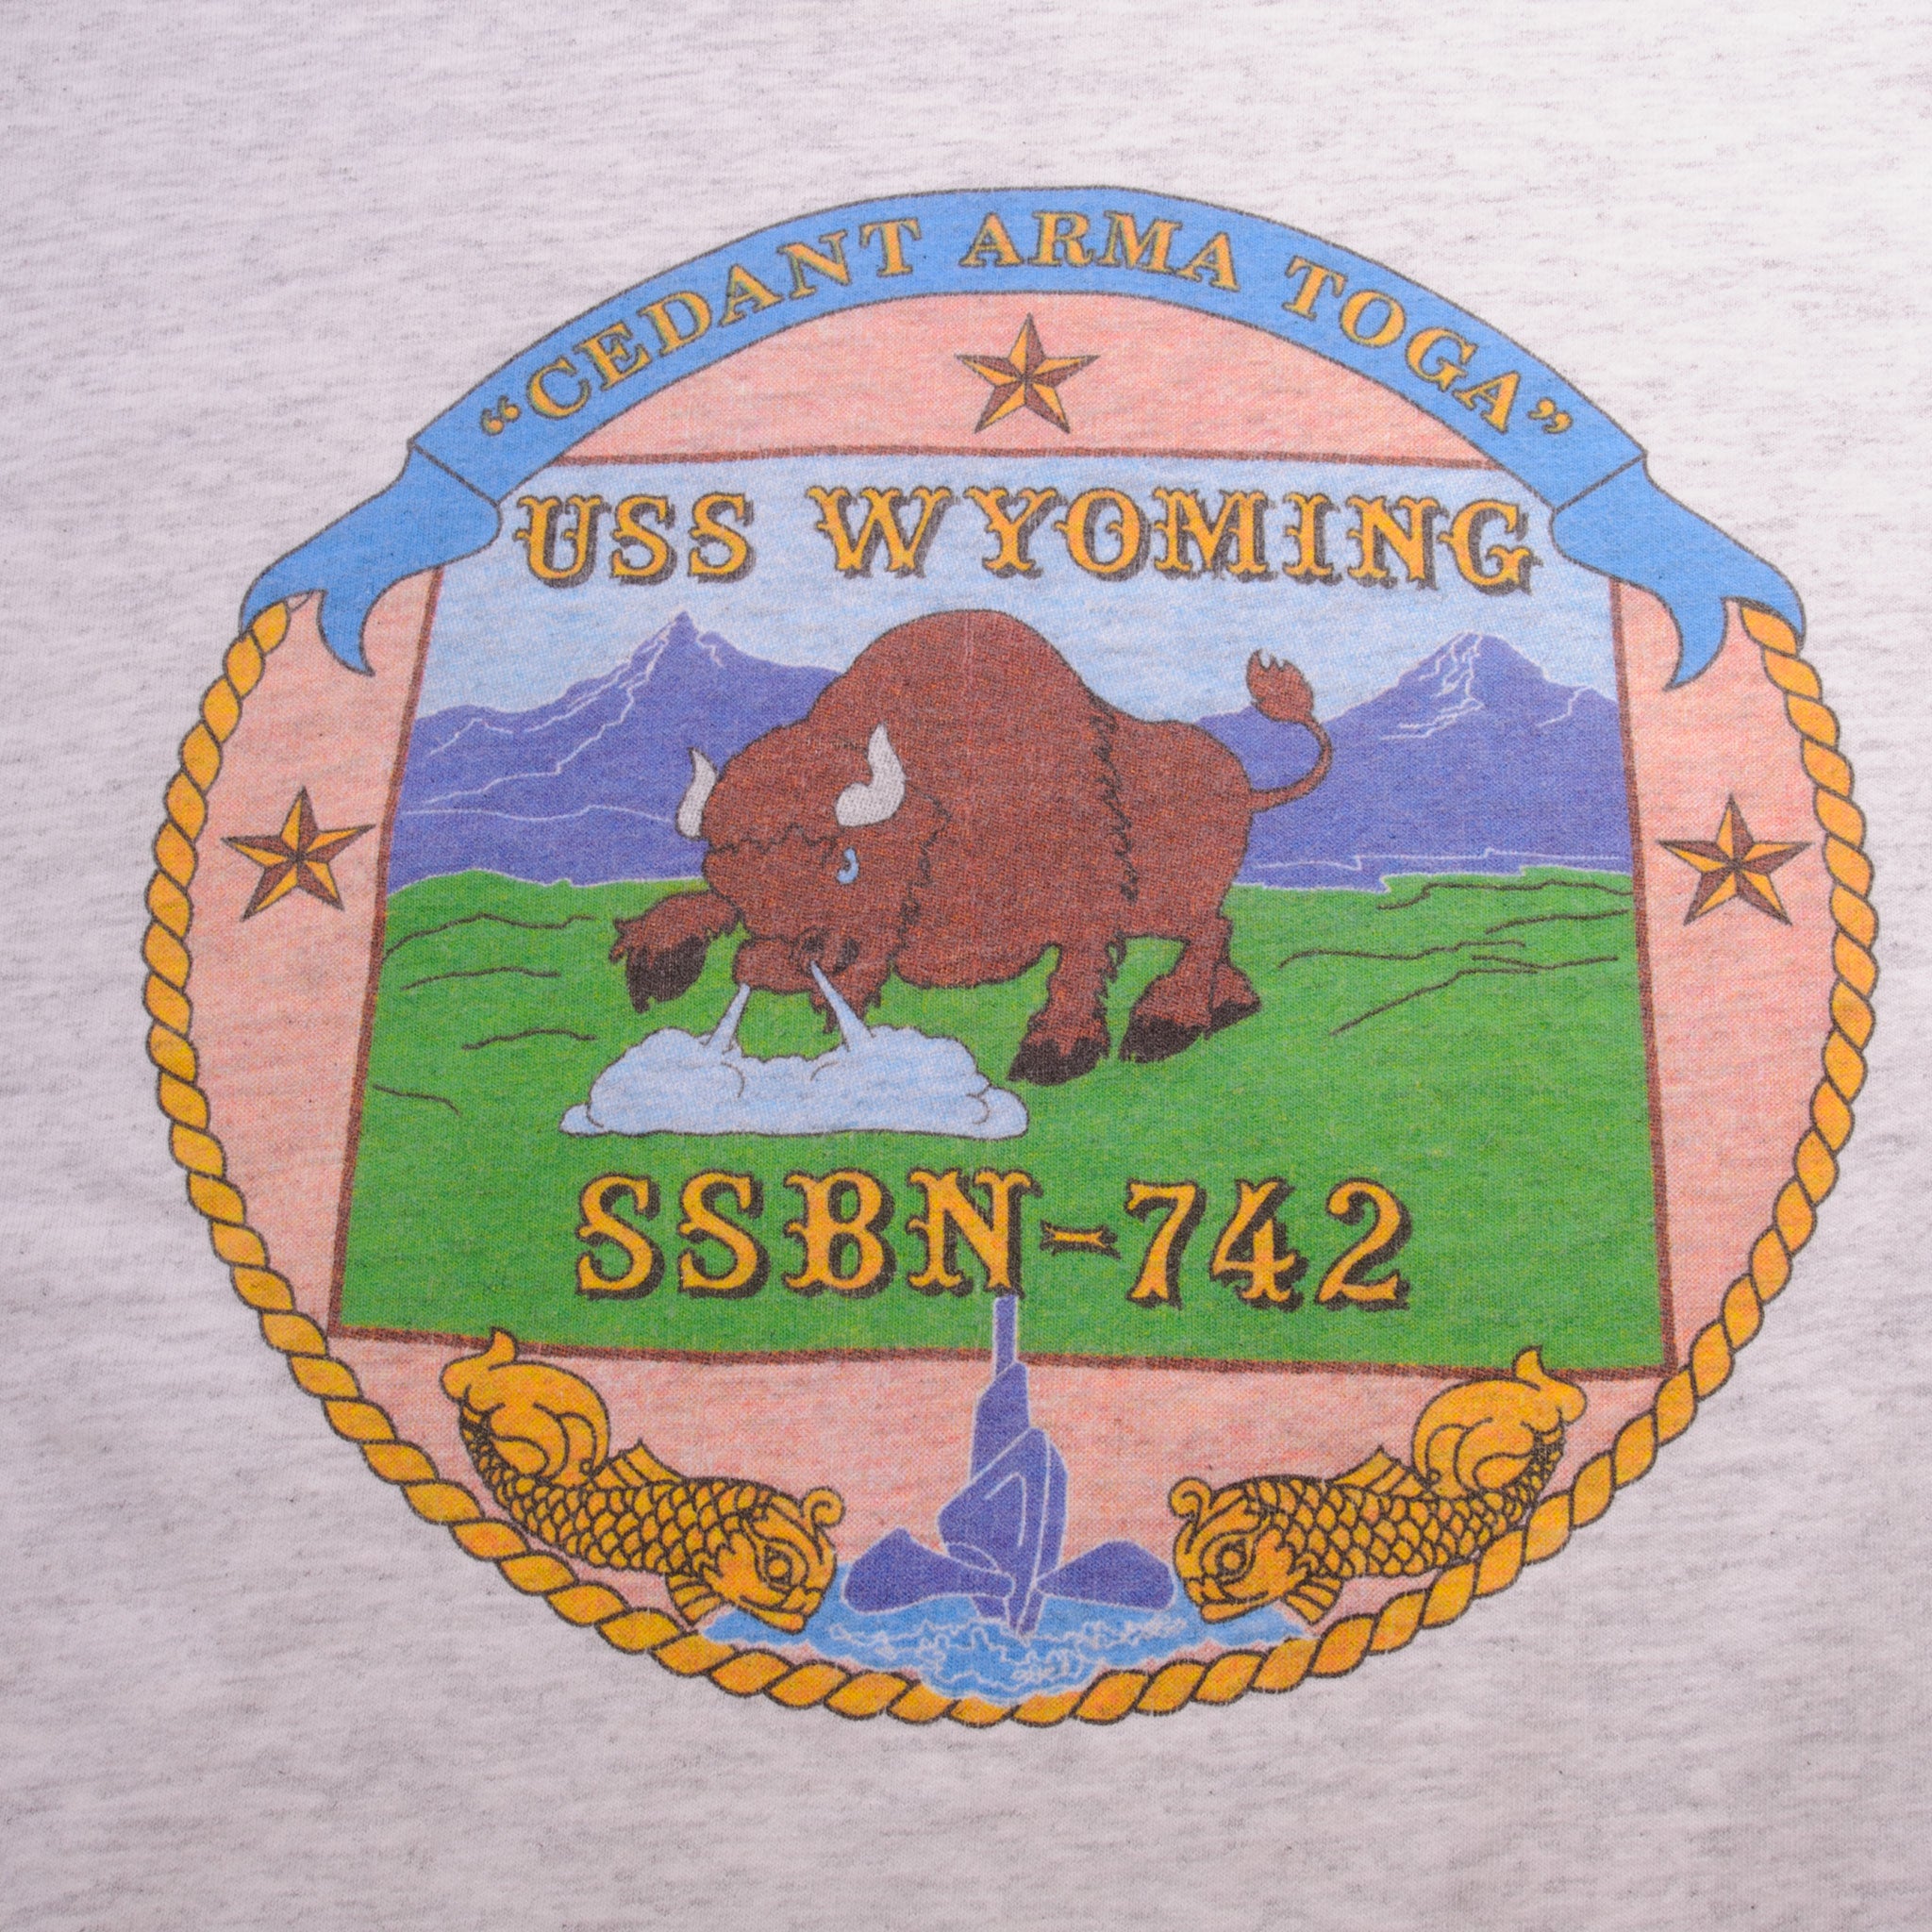 “CEDANT ARMA TOGA”
USS WYOMING
SSBN-742